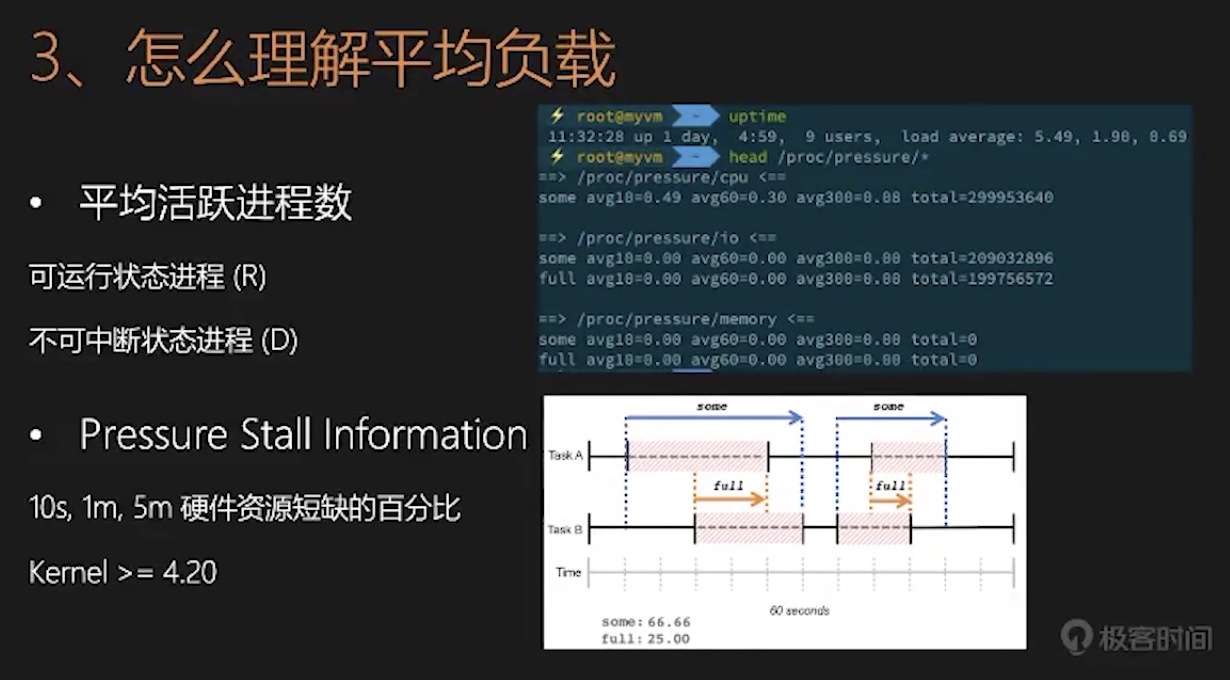 3、怎么理解平均负载
• 平均活跃进程数
可运行状态进程 (R)
不可中断状态进程 (D)
• Pressure Stall Information
10s, 1m, 5m 硬件资源短缺的百分比
Kernel >= 4.20
⚡ root@myvm ~ uptime
11:32:28 up 1 day, 4:59, 9 users, load average: 5.49, 1.90, 0.69
⚡ root@myvm ~ head /proc/pressure/*
==> /proc/pressure/cpu <==
some avg10=0.49 avg60=0.30 avg300=0.08 total=299953640
==> /proc/pressure/io <==
some avg10=0.00 avg60=0.00 avg300=0.00 total=209032896
full avg10=0.00 avg60=0.00 avg300=0.00 total=199756572
==> /proc/pressure/memory <==
some avg10=0.00 avg60=0.00 avg300=0.00 total=0
full avg10=0.00 avg60=0.00 avg300=0.00 total=0
some some
Task A
full full
Task B
Time
60 seconds
some: 66.66
full: 25.00
极客时间